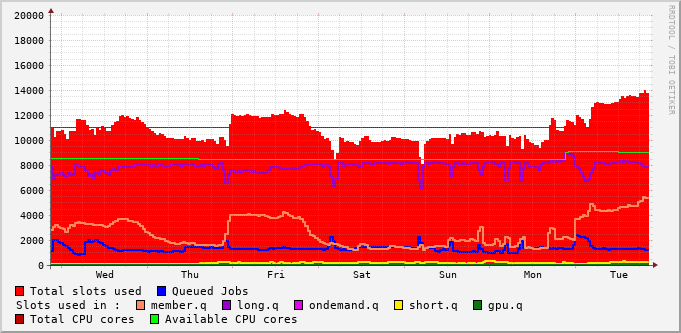 RRDTOOL / TOBI OETIKER
20000
18000
16000
14000
12000
10000
8000
6000
4000
2000
0
Wed Thu Fri Sat Sun Mon Tue
Total slots used Queued Jobs
Slots used in : member.q long.q ondemand.q short.q gpu.q
Total CPU cores Available CPU cores